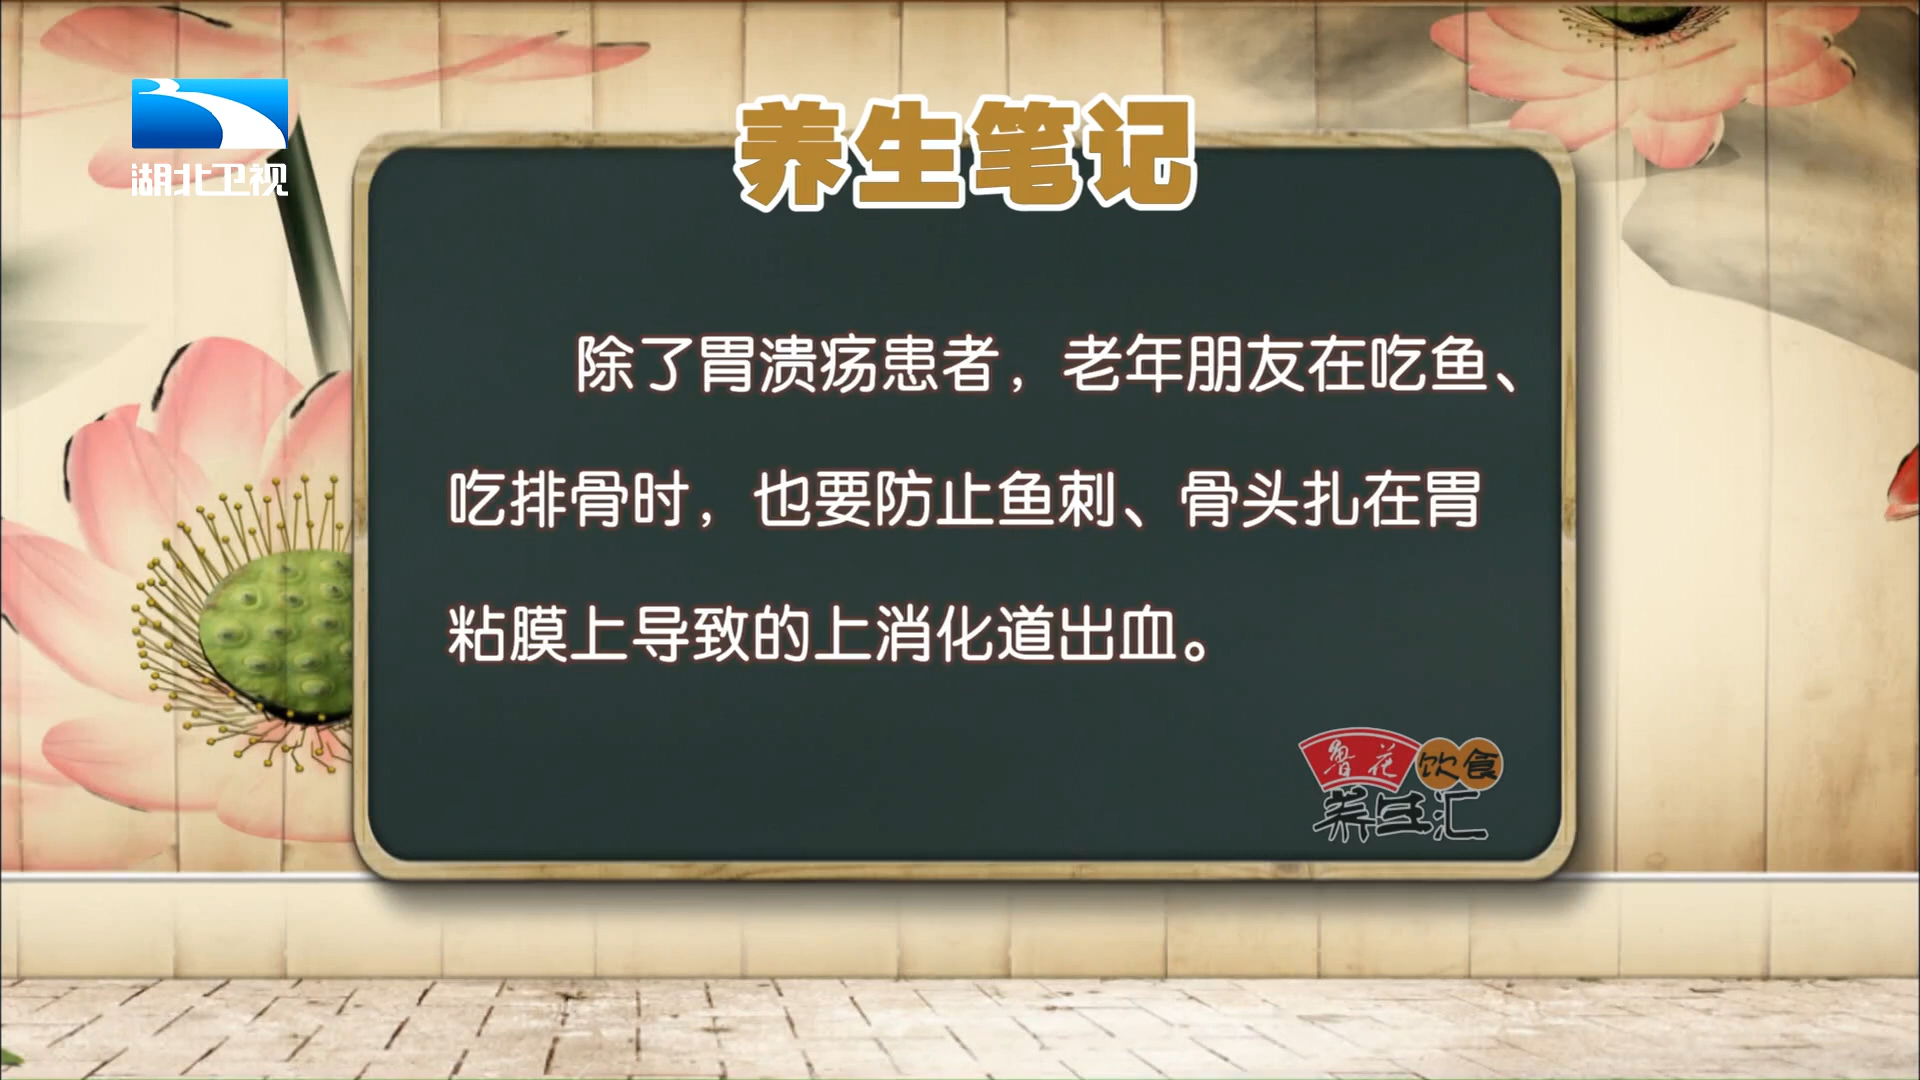 湖北卫视
养生笔记
除了胃溃疡患者，老年朋友在吃鱼、
吃排骨时，也要防止鱼刺、骨头扎在胃
粘膜上导致的上消化道出血。
鲁花饮食
养生汇